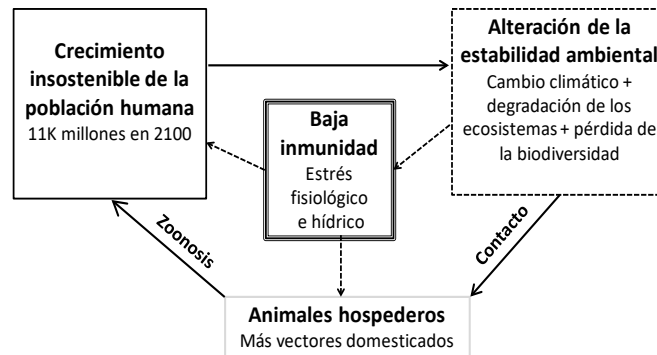 Crecimiento
insostenible de la
población humana
11K millones en 2100
Alteración de la
estabilidad ambiental
Cambio climático +
degradación de los
ecosistemas + pérdida de
la biodiversidad
Baja
inmunidad
Estrés
fisiológico
e hídrico
Zoonosis
Contacto
Animales hospederos
Más vectores domesticados